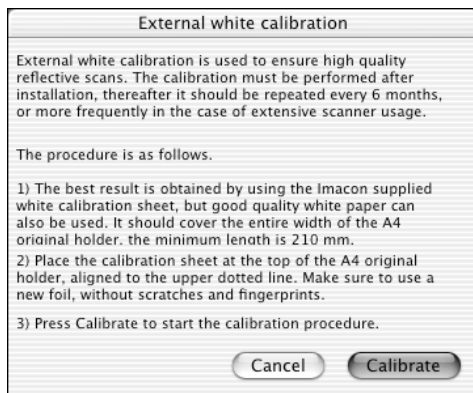 External white calibration
External white calibration is used to ensure high quality
reflective scans. The calibration must be performed after
installation, thereafter it should be repeated every 6 months,
or more frequently in the case of extensive scanner usage.
The procedure is as follows.
1) The best result is obtained by using the Imacon supplied
white calibration sheet, but good quality white paper can
also be used. It should cover the entire width of the A4
original holder. the minimum length is 210 mm.
2) Place the calibration sheet at the top of the A4 original
holder, aligned to the upper dotted line. Make sure to use a
new foil, without scratches and fingerprints.
3) Press Calibrate to start the calibration procedure.
Cancel Calibrate